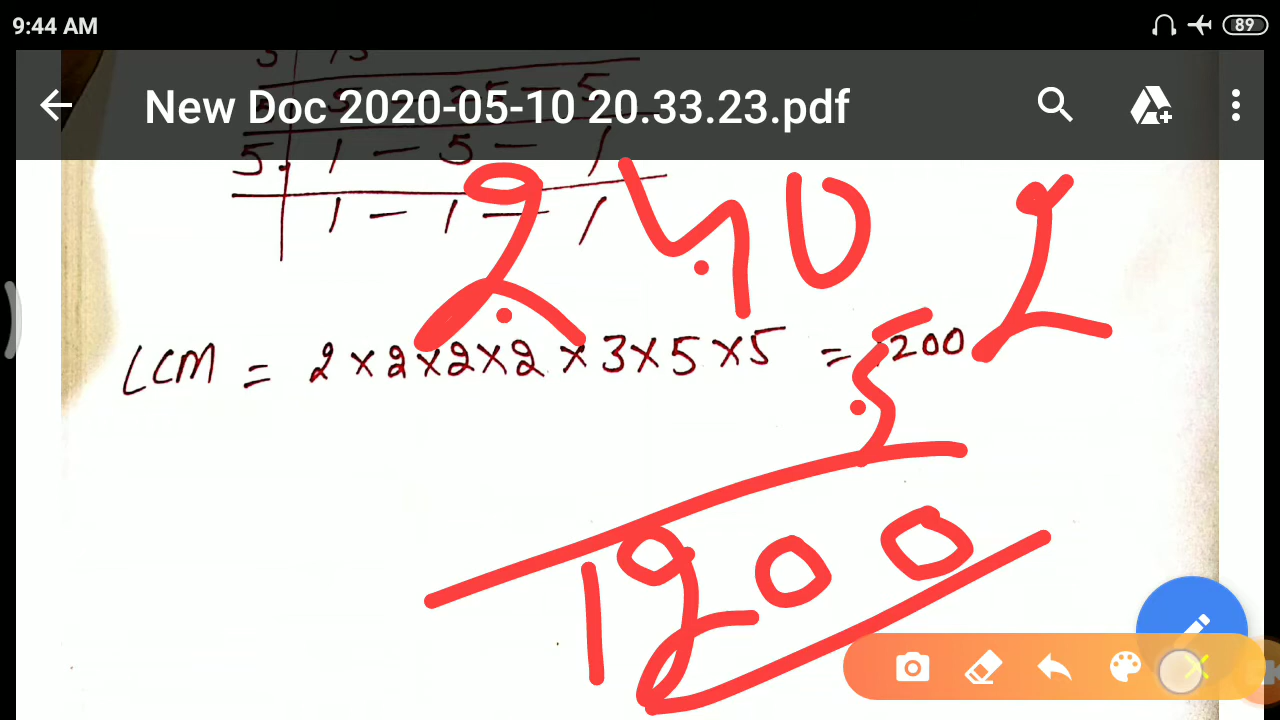 9:44 AM
89
New Doc 2020-05-10 20.33.23.pdf
5 1 - 5 - 1
1 - 1 - 1
240 2
LCM = 2 × 2 × 2 × 2 × 3 × 5 × 5 = 1200
5
1200